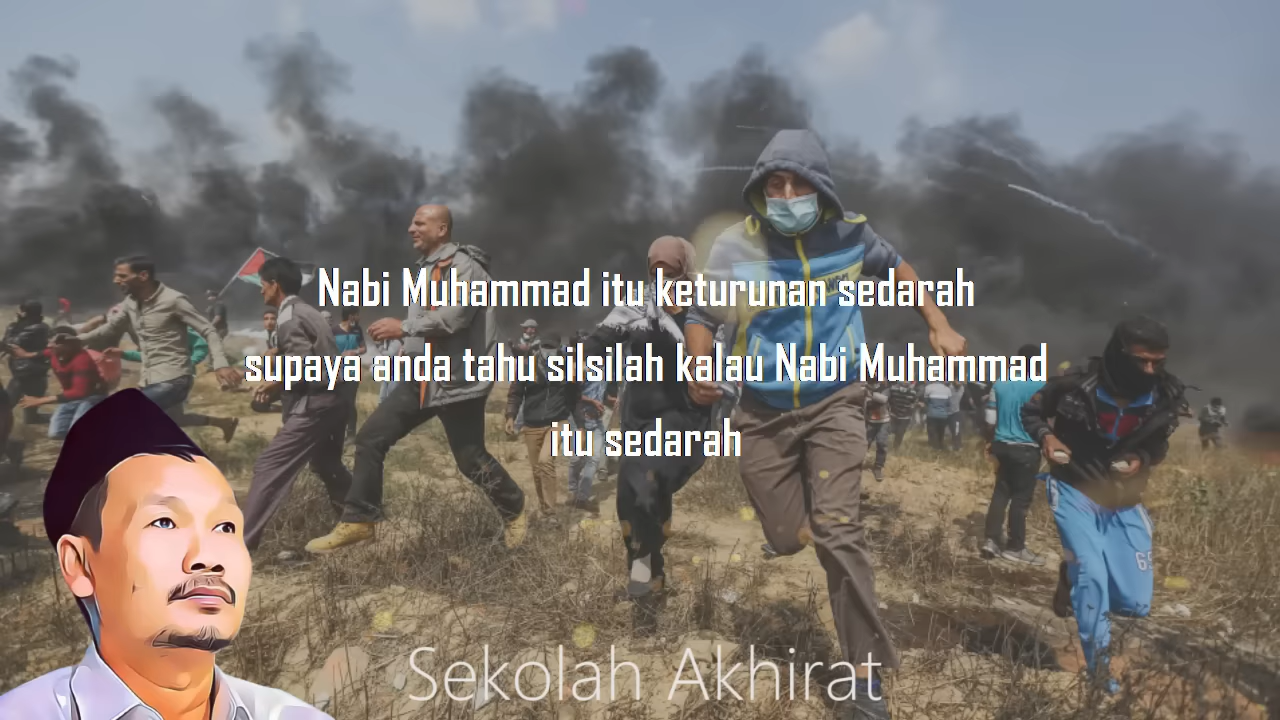 Nabi Muhammad itu keturunan sedarah
supaya anda tahu silsilah kalau Nabi Muhammad
itu sedarah
Sekolah Akhirat